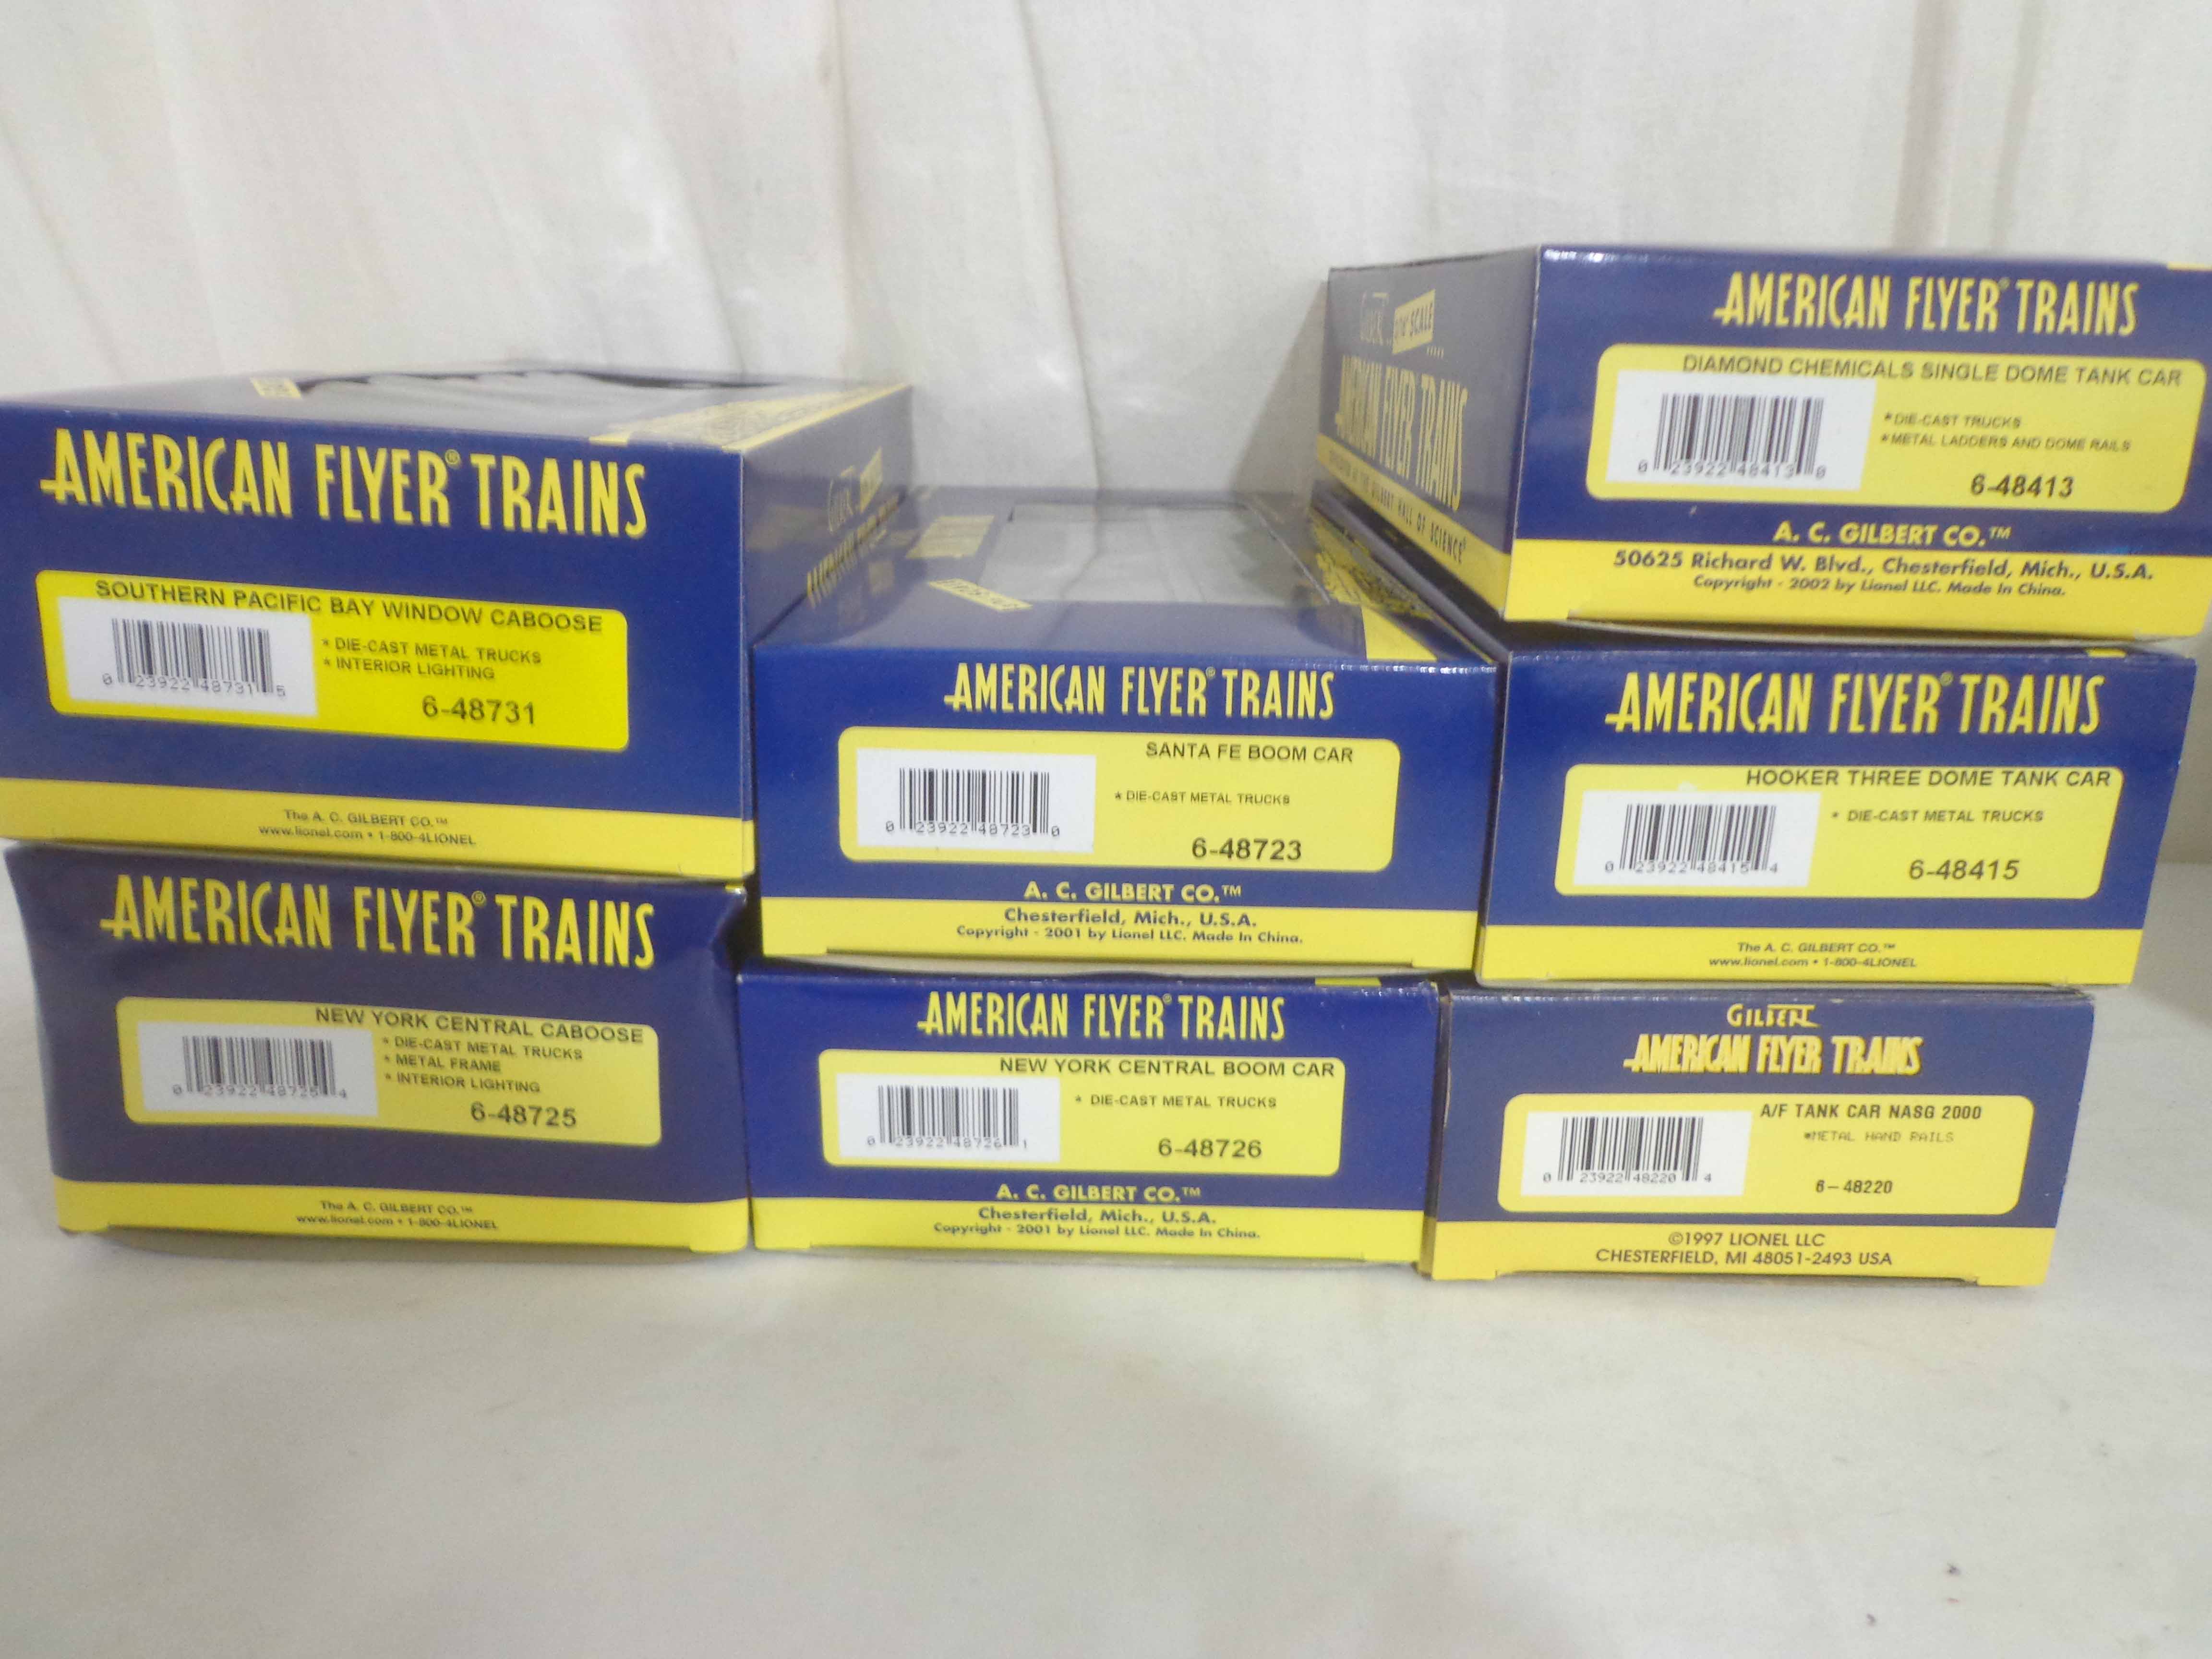 AMERICAN FLYER® TRAINS
SOUTHERN PACIFIC BAY WINDOW CABOOSE
* DIE-CAST METAL TRUCKS
* INTERIOR LIGHTING
0 23922 48731 5
6-48731
The A. C. GILBERT CO.™
www.lionel.com • 1-800-4LIONEL
AMERICAN FLYER® TRAINS
NEW YORK CENTRAL CABOOSE
* DIE-CAST METAL TRUCKS
* METAL FRAME
* INTERIOR LIGHTING
0 23922 48725 4
6-48725
The A. C. GILBERT CO.™
www.lionel.com • 1-800-4LIONEL
AMERICAN FLYER® TRAINS
SANTA FE BOOM CAR
* DIE-CAST METAL TRUCKS
0 23922 48723 0
6-48723
A. C. GILBERT CO.™
Chesterfield, Mich., U.S.A.
Copyright - 2001 by Lionel LLC. Made In China.
AMERICAN FLYER® TRAINS
NEW YORK CENTRAL BOOM CAR
* DIE-CAST METAL TRUCKS
0 23922 48726 1
6-48726
A. C. GILBERT CO.™
Chesterfield, Mich., U.S.A.
Copyright - 2001 by Lionel LLC. Made In China.
SCALE
AMERICAN FLYER TRAINS
GILBERT HALL OF SCIENCE®
AMERICAN FLYER® TRAINS
DIAMOND CHEMICALS SINGLE DOME TANK CAR
* DIE-CAST TRUCKS
* METAL LADDERS AND DOME RAILS
0 23922 48413 0
6-48413
A. C. GILBERT CO.™
50625 Richard W. Blvd., Chesterfield, Mich., U.S.A.
Copyright - 2002 by Lionel LLC. Made In China.
AMERICAN FLYER® TRAINS
HOOKER THREE DOME TANK CAR
* DIE-CAST METAL TRUCKS
0 23922 48415 4
6-48415
The A. C. GILBERT CO.™
www.lionel.com • 1-800-4LIONEL
GILBERT
AMERICAN FLYER TRAINS
A/F TANK CAR NASG 2000
*METAL HAND RAILS
0 23922 48220 4
6-48220
©1997 LIONEL LLC
CHESTERFIELD, MI 48051-2493 USA